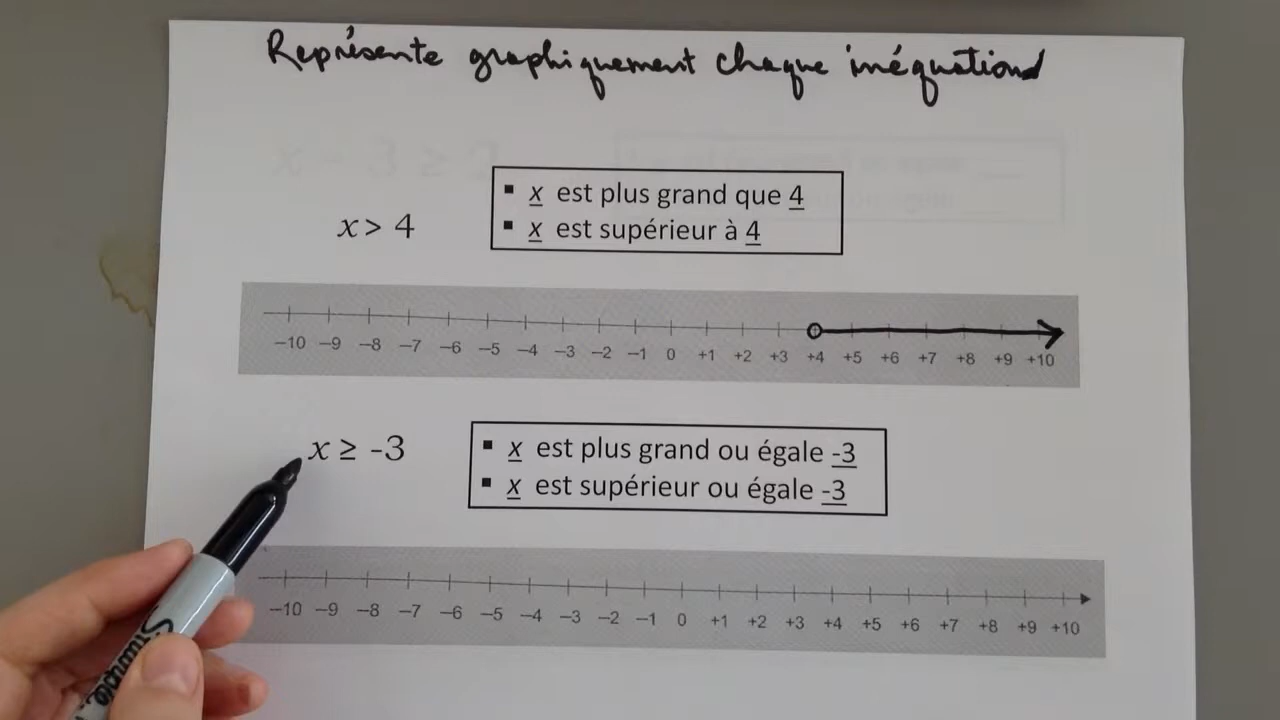 Représente graphiquement chaque inéquation
x > 4
▪ x est plus grand que 4
▪ x est supérieur à 4
–10 –9 –8 –7 –6 –5 –4 –3 –2 –1 0 +1 +2 +3 +4 +5 +6 +7 +8 +9 +10
x ≥ -3
▪ x est plus grand ou égale -3
▪ x est supérieur ou égale -3
–10 –9 –8 –7 –6 –5 –4 –3 –2 –1 0 +1 +2 +3 +4 +5 +6 +7 +8 +9 +10